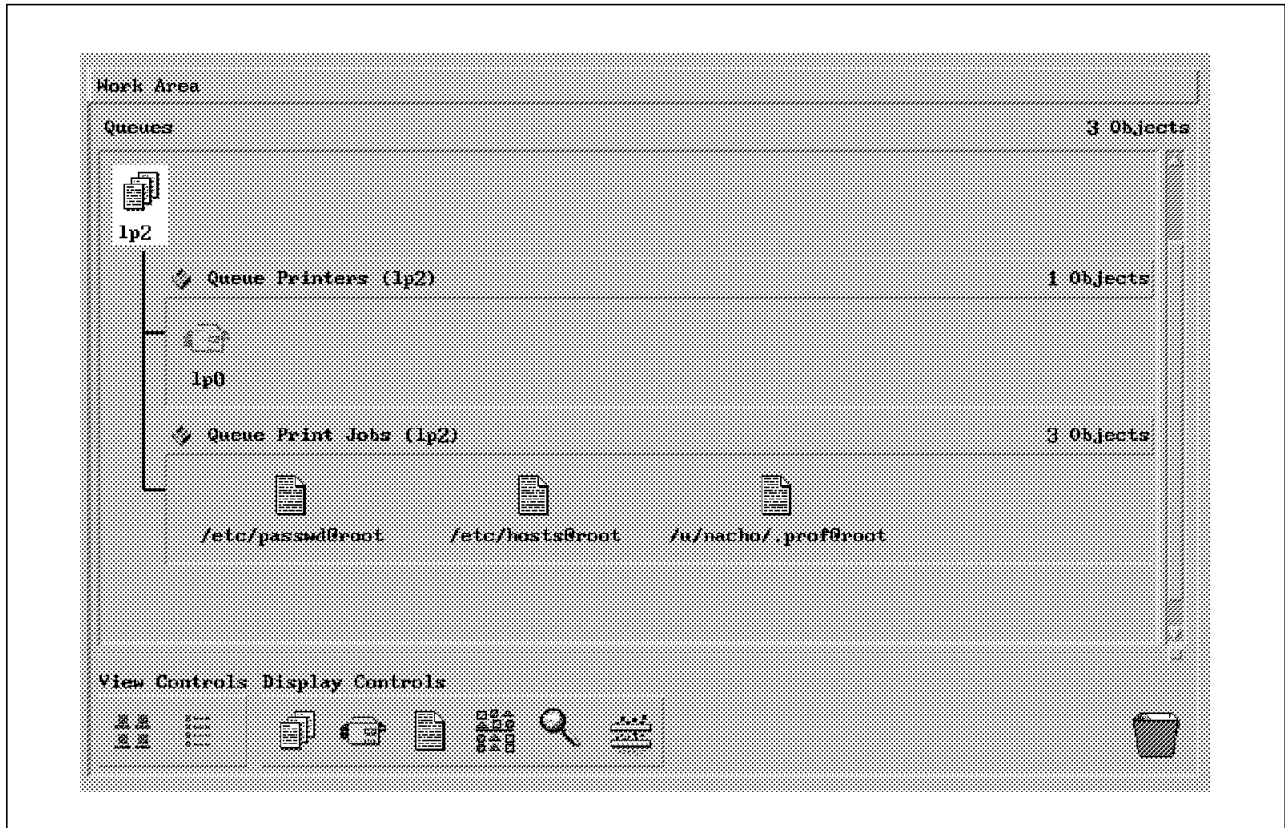 Work Area
Queues 3 Objects
lp2
Queue Printers (lp2) 1 Objects
lp0
Queue Print Jobs (lp2) 3 Objects
/etc/passwd@root /etc/hosts@root /u/nacho/.prof@root
View Controls Display Controls